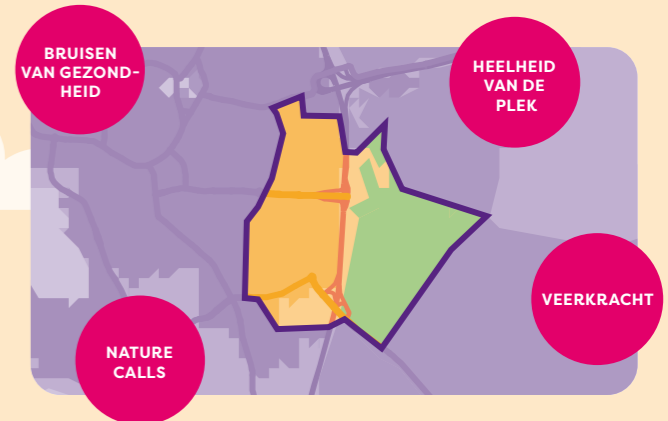 BRUISEN
VAN GEZOND-
HEID
HEELHEID
VAN DE
PLEK
VEERKRACHT
NATURE
CALLS